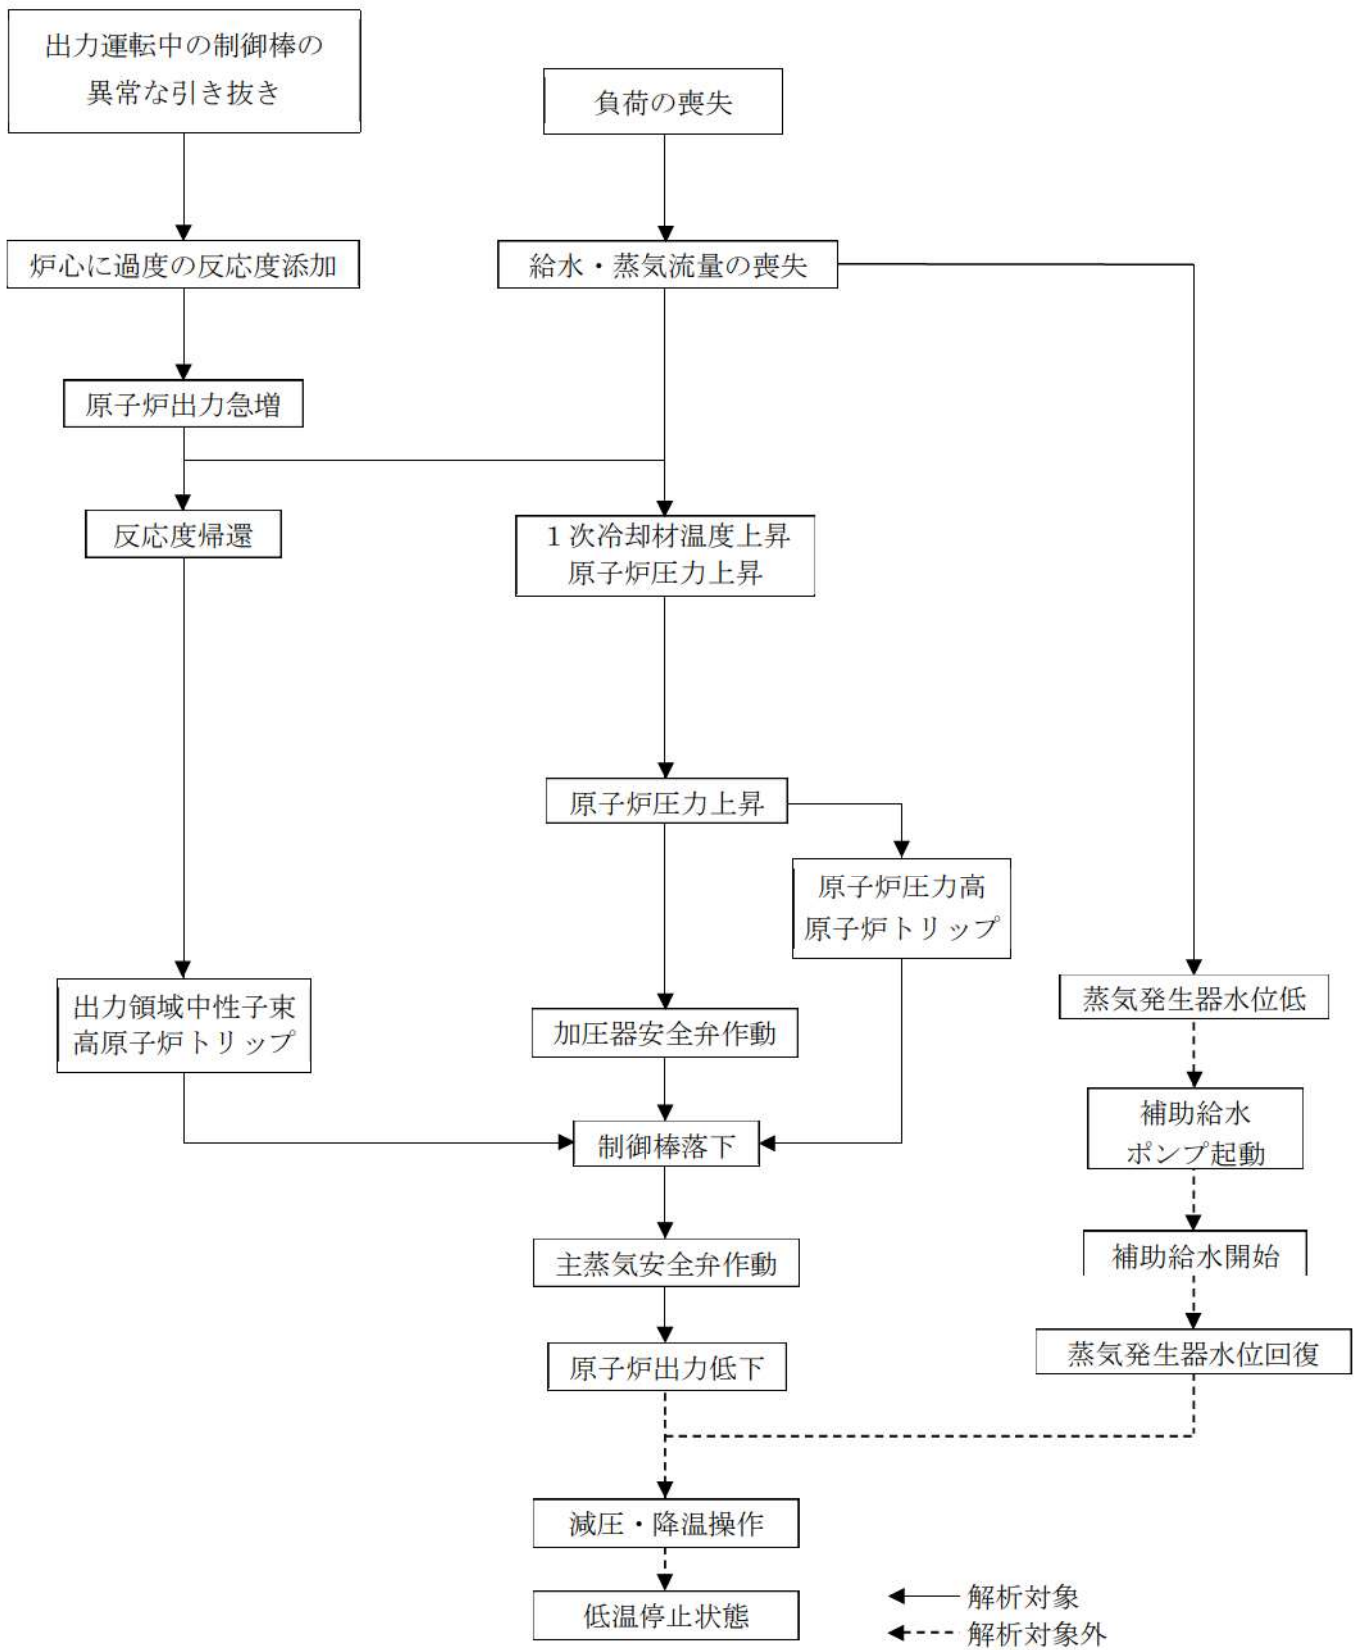 出力運転中の制御棒の
異常な引き抜き
負荷の喪失
炉心に過度の反応度添加
給水・蒸気流量の喪失
原子炉出力急増
反応度帰還
1次冷却材温度上昇
原子炉圧力上昇
原子炉圧力上昇
原子炉圧力高
原子炉トリップ
出力領域中性子束
高原子炉トリップ
加圧器安全弁作動
蒸気発生器水位低
補助給水
ポンプ起動
制御棒落下
主蒸気安全弁作動
補助給水開始
原子炉出力低下
蒸気発生器水位回復
減圧・降温操作
低温停止状態
解析対象
解析対象外